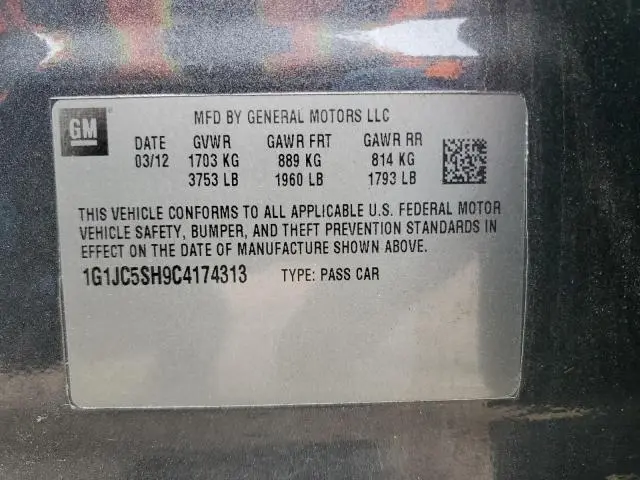 GM
MFD BY GENERAL MOTORS LLC
DATE GVWR GAWR FRT GAWR RR
03/12 1703 KG 889 KG 814 KG
3753 LB 1960 LB 1793 LB
THIS VEHICLE CONFORMS TO ALL APPLICABLE U.S. FEDERAL MOTOR
VEHICLE SAFETY, BUMPER, AND THEFT PREVENTION STANDARDS IN
EFFECT ON THE DATE OF MANUFACTURE SHOWN ABOVE.
1G1JC5SH9C4174313 TYPE: PASS CAR